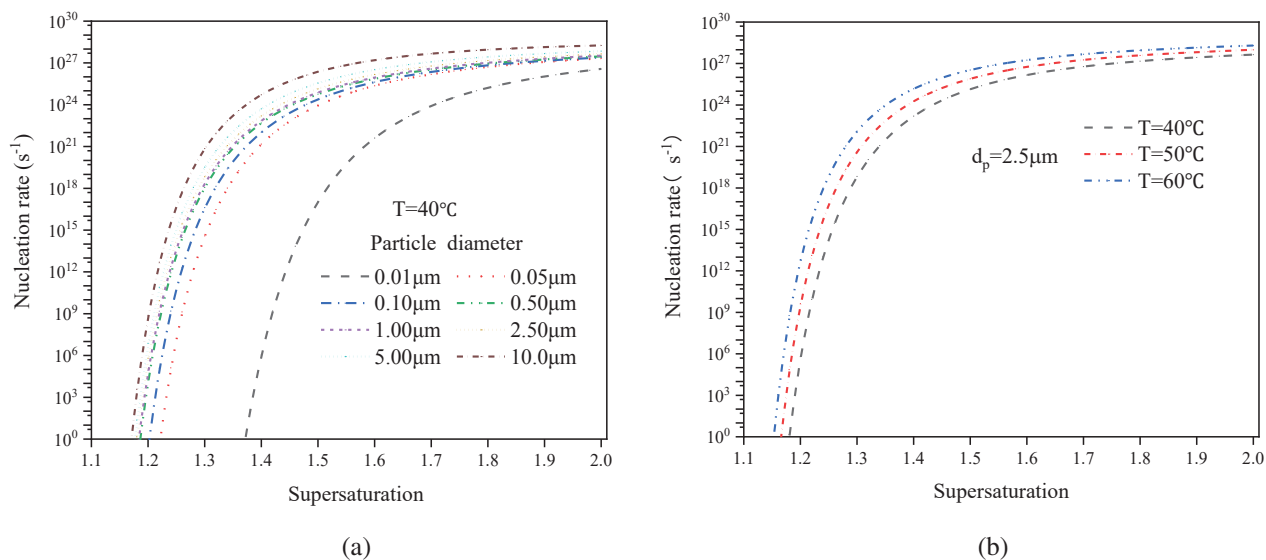 10^30
10^27
10^24
10^21
10^18
10^15
10^12
10^9
10^6
10^3
10^0
Nucleation rate (s^-1)
T=40℃
Particle diameter
0.01μm 0.05μm
0.10μm 0.50μm
1.00μm 2.50μm
5.00μm 10.0μm
1.1 1.2 1.3 1.4 1.5 1.6 1.7 1.8 1.9 2.0
Supersaturation
(a)
10^30
10^27
10^24
10^21
10^18
10^15
10^12
10^9
10^6
10^3
10^0
Nucleation rate( s^-1)
d_p=2.5μm
T=40℃
T=50℃
T=60℃
1.1 1.2 1.3 1.4 1.5 1.6 1.7 1.8 1.9 2.0
Supersaturation
(b)